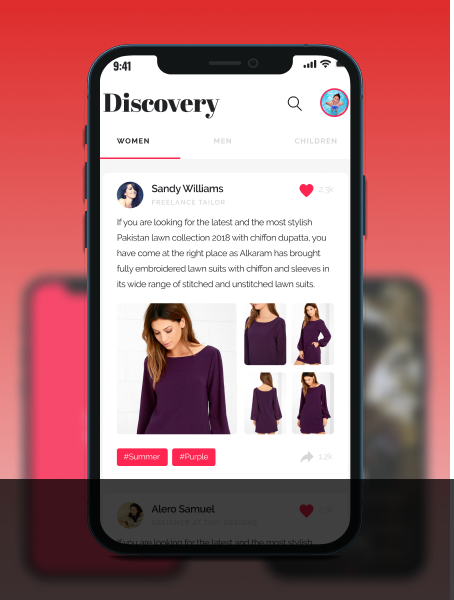 9:41
Discovery
WOMEN MEN CHILDREN
Sandy Williams
FREELANCE TAILOR
2.3k
If you are looking for the latest and the most stylish
Pakistan lawn collection 2018 with chiffon dupatta, you
have come at the right place as Alkaram has brought
fully embroidered lawn suits with chiffon and sleeves in
its wide range of stitched and unstitched lawn suits.
#Summer #Purple
1.2k
Alero Samuel
If you are looking for the latest and the most stylish